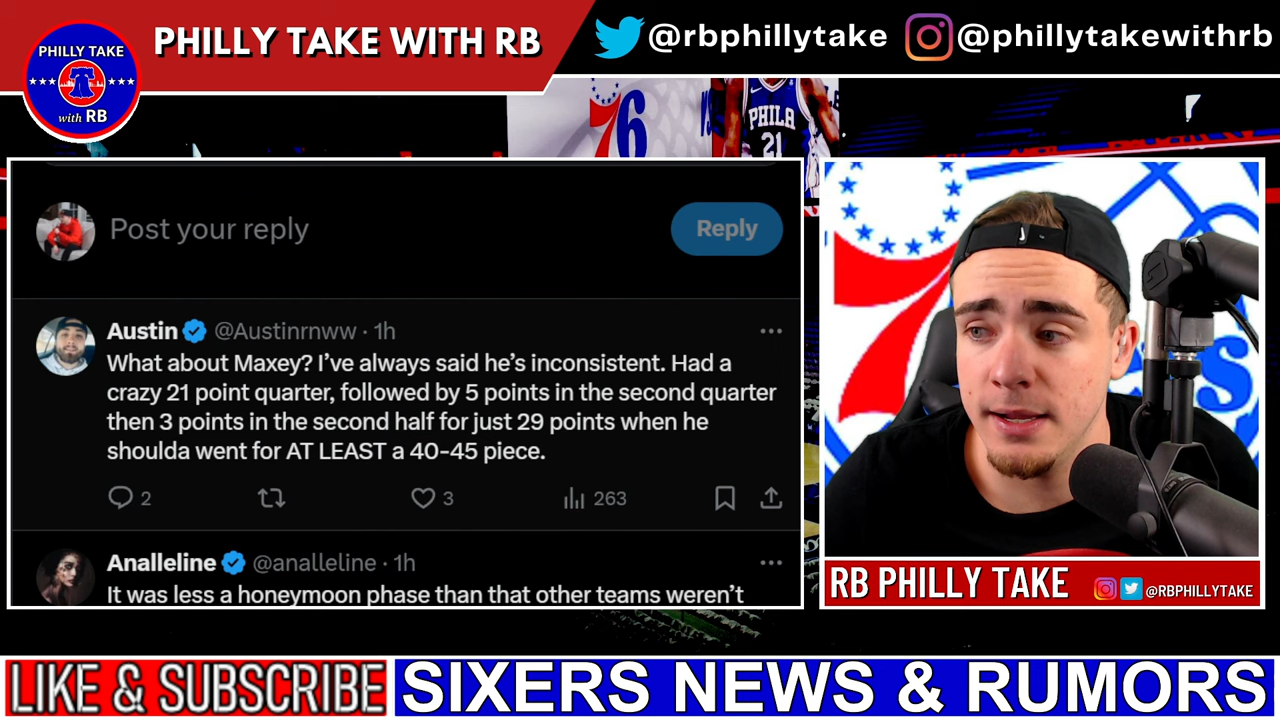 PHILLY TAKE
with RB
PHILLY TAKE WITH RB
@rbphillytake
@phillytakewithrb
76
PHILA
21
Post your reply
Reply
Austin @Austinrnww · 1h
What about Maxey? I've always said he's inconsistent. Had a
crazy 21 point quarter, followed by 5 points in the second quarter
then 3 points in the second half for just 29 points when he
shoulda went for AT LEAST a 40-45 piece.
2
3
263
Analleline @analleline · 1h
It was less a honeymoon phase than that other teams weren't
RB PHILLY TAKE
@RBPHILLYTAKE
LIKE & SUBSCRIBE
SIXERS NEWS & RUMORS